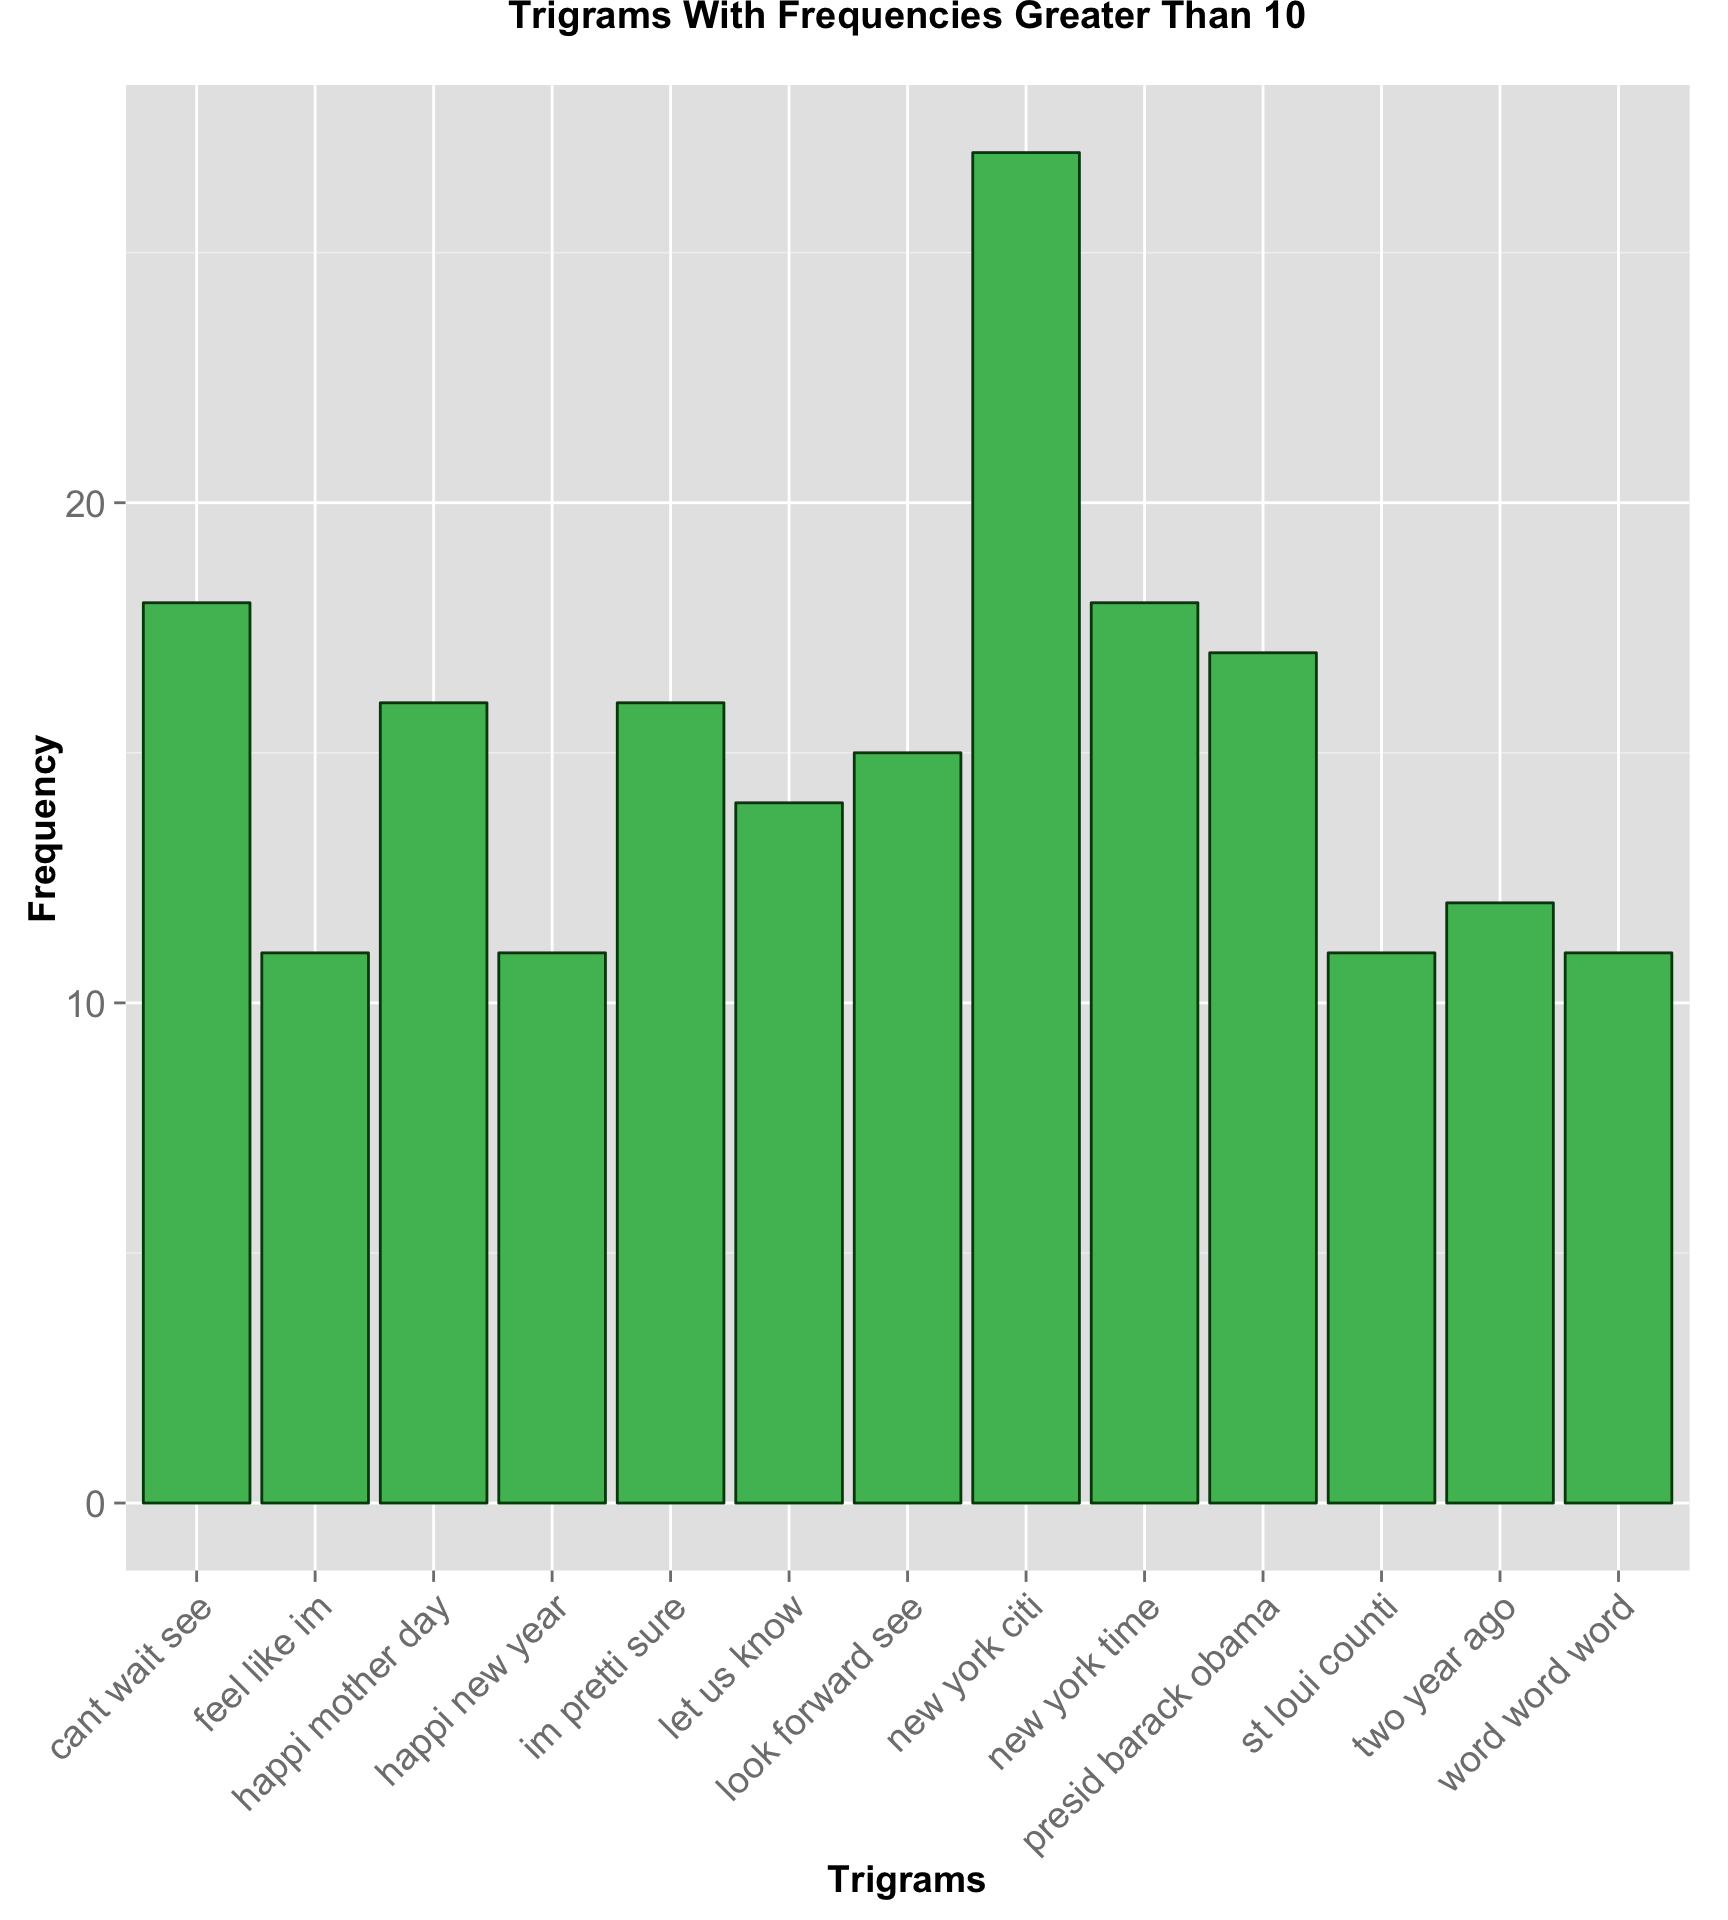 Trigrams With Frequencies Greater Than 10
Frequency
20
10
0
cant wait see
feel like im
happi mother day
happi new year
im pretti sure
let us know
look forward see
new york citi
new york time
presid barack obama
st loui counti
two year ago
word word word
Trigrams